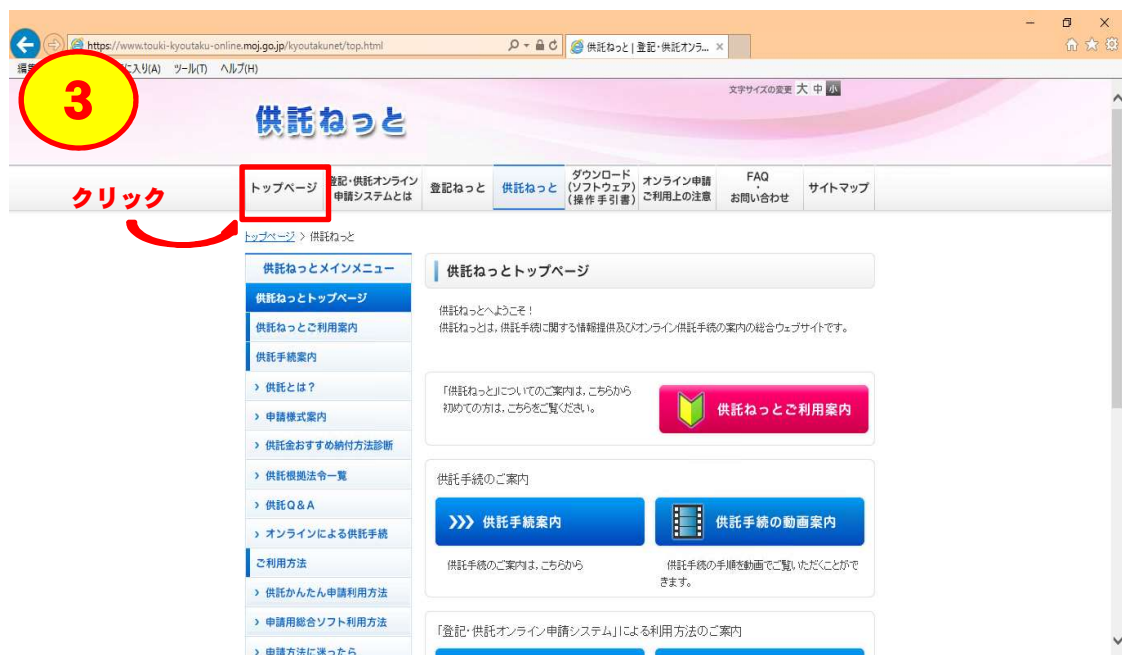 https://www.touki-kyoutaku-online.moj.go.jp/kyoutakunet/top.html
供託ねっと | 登記・供託オンラ...
に入り(A) ツール(T) ヘルプ(H)
3
文字サイズの変更 大 中 小
供託ねっと
トップページ
登記・供託オンライン
申請システムとは
登記ねっと
供託ねっと
ダウンロード
(ソフトウェア)
(操作手引書)
オンライン申請
ご利用上の注意
FAQ
・
お問い合わせ
サイトマップ
クリック
トップページ > 供託ねっと
供託ねっとメインメニュー
供託ねっとトップページ
供託ねっとご利用案内
供託手続案内
> 供託とは?
> 申請様式案内
> 供託金おすすめ納付方法診断
> 供託根拠法令一覧
> 供託Q&A
> オンラインによる供託手続
ご利用方法
> 供託かんたん申請利用方法
> 申請用総合ソフト利用方法
> 申請方法に迷ったら
供託ねっとトップページ
供託ねっとへようこそ!
供託ねっとは,供託手続に関する情報提供及びオンライン供託手続の案内の総合ウェブサイトです。
「供託ねっと」についてのご案内は,こちらから
初めての方は,こちらをご覧ください。
供託ねっとご利用案内
供託手続のご案内
>>> 供託手続案内
供託手続の動画案内
供託手続のご案内は,こちらから
供託手続の手順を動画でご覧いただくことがで
きます。
「登記・供託オンライン申請システム」による利用方法のご案内